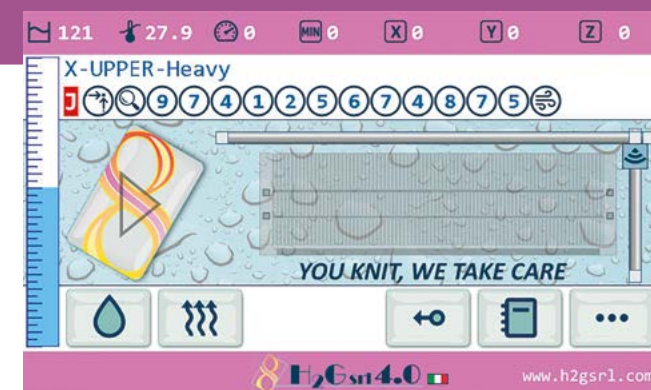 121 27.9 0 MIN 0 X 0 Y 0 Z 0
X-UPPER-Heavy
J 9 7 4 1 2 5 6 7 4 8 7 5
YOU KNIT, WE TAKE CARE
H2Gsrl4.0 www.h2gsrl.com